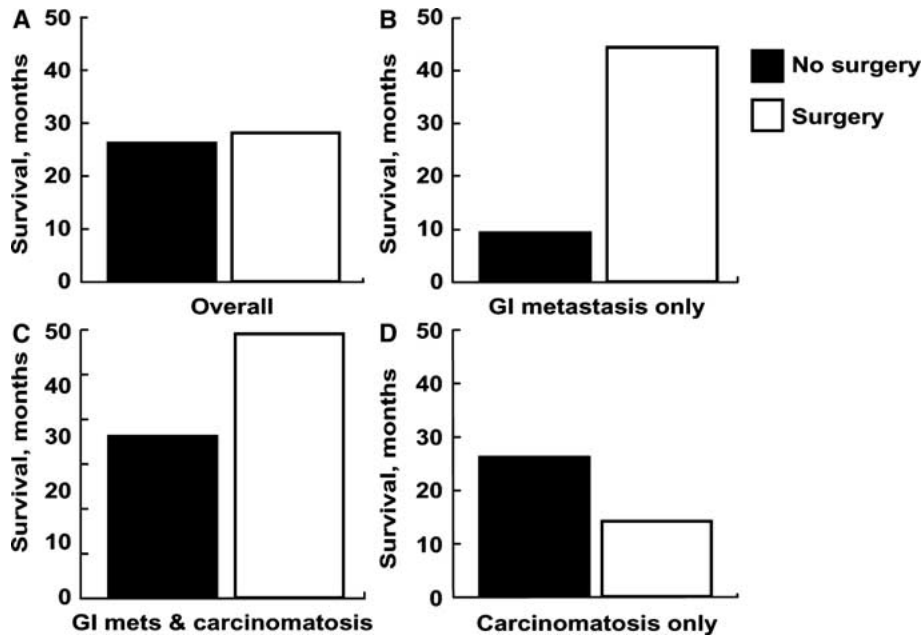 A
50
40
30
20
10
0
Survival, months
Overall
B
50
40
30
20
10
0
Survival, months
GI metastasis only
No surgery
Surgery
C
50
40
30
20
10
0
Survival, months
GI mets & carcinomatosis
D
50
40
30
20
10
0
Survival, months
Carcinomatosis only